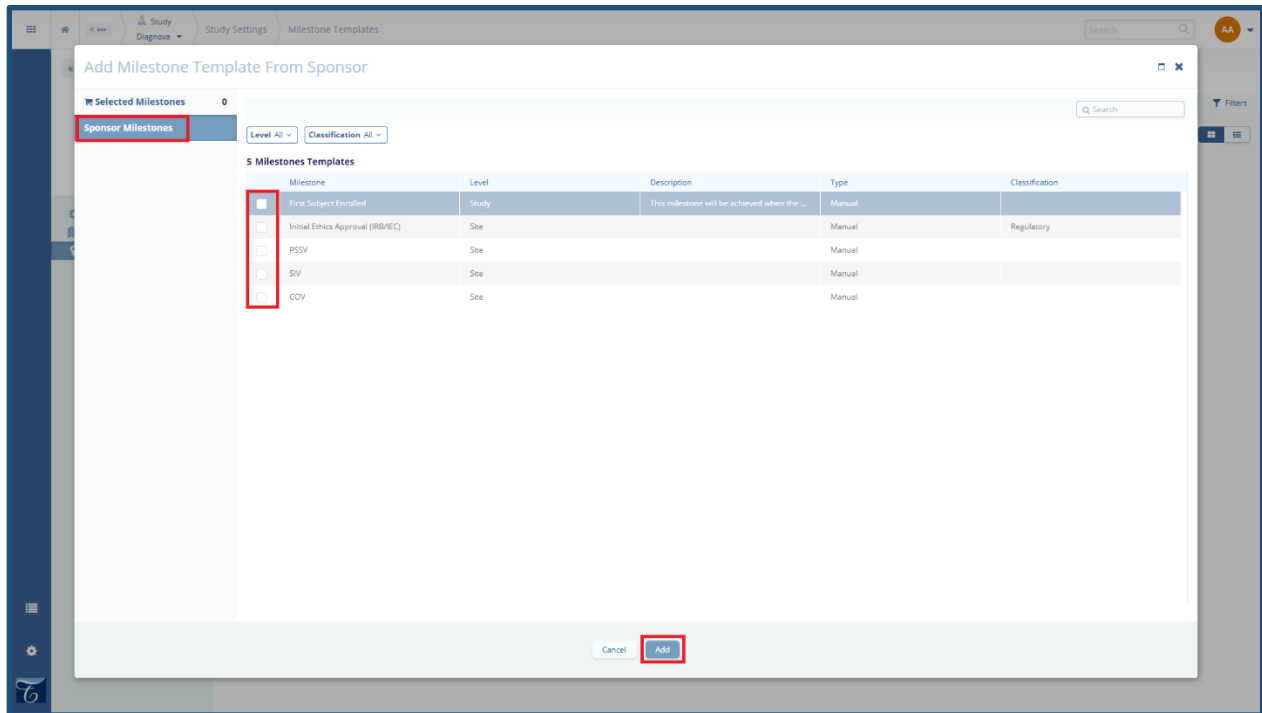 Study
Diagnova
Study Settings
Milestone Templates
Search
AA
Add Milestone Template From Sponsor
Selected Milestones 0
Search
Filters
Sponsor Milestones
Level All
Classification All
5 Milestones Templates
Milestone Level Description Type Classification
First Subject Enrolled Study This milestone will be achieved when the ... Manual
Initial Ethics Approval (IRB/IEC) Site Manual Regulatory
PSSV Site Manual
SIV Site Manual
COV Site Manual
Cancel Add